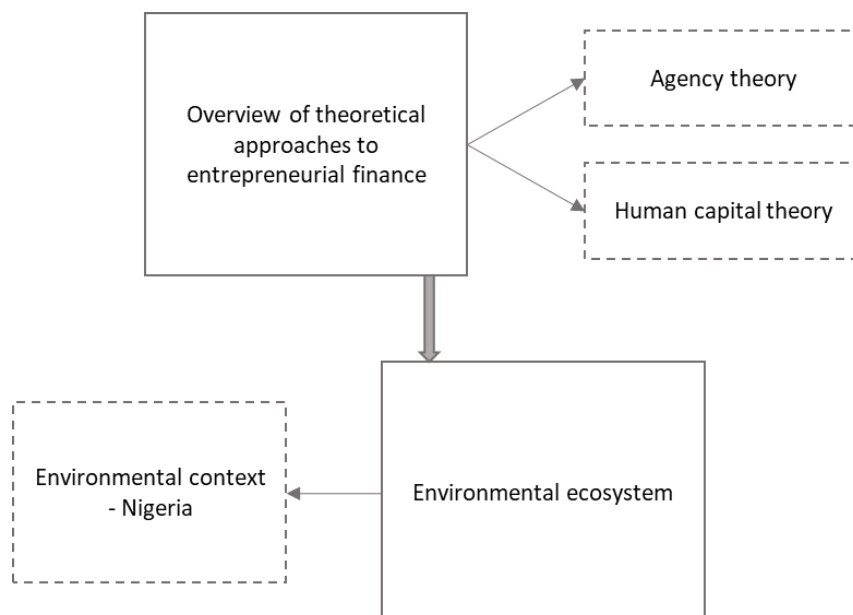 Overview of theoretical
approaches to
entrepreneurial finance
Agency theory
Human capital theory
Environmental context
- Nigeria
Environmental ecosystem